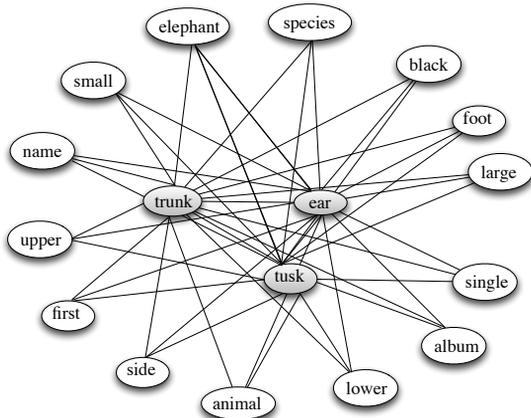 elephant
species
small
black
name
foot
large
trunk
ear
upper
tusk
single
first
album
side
lower
animal